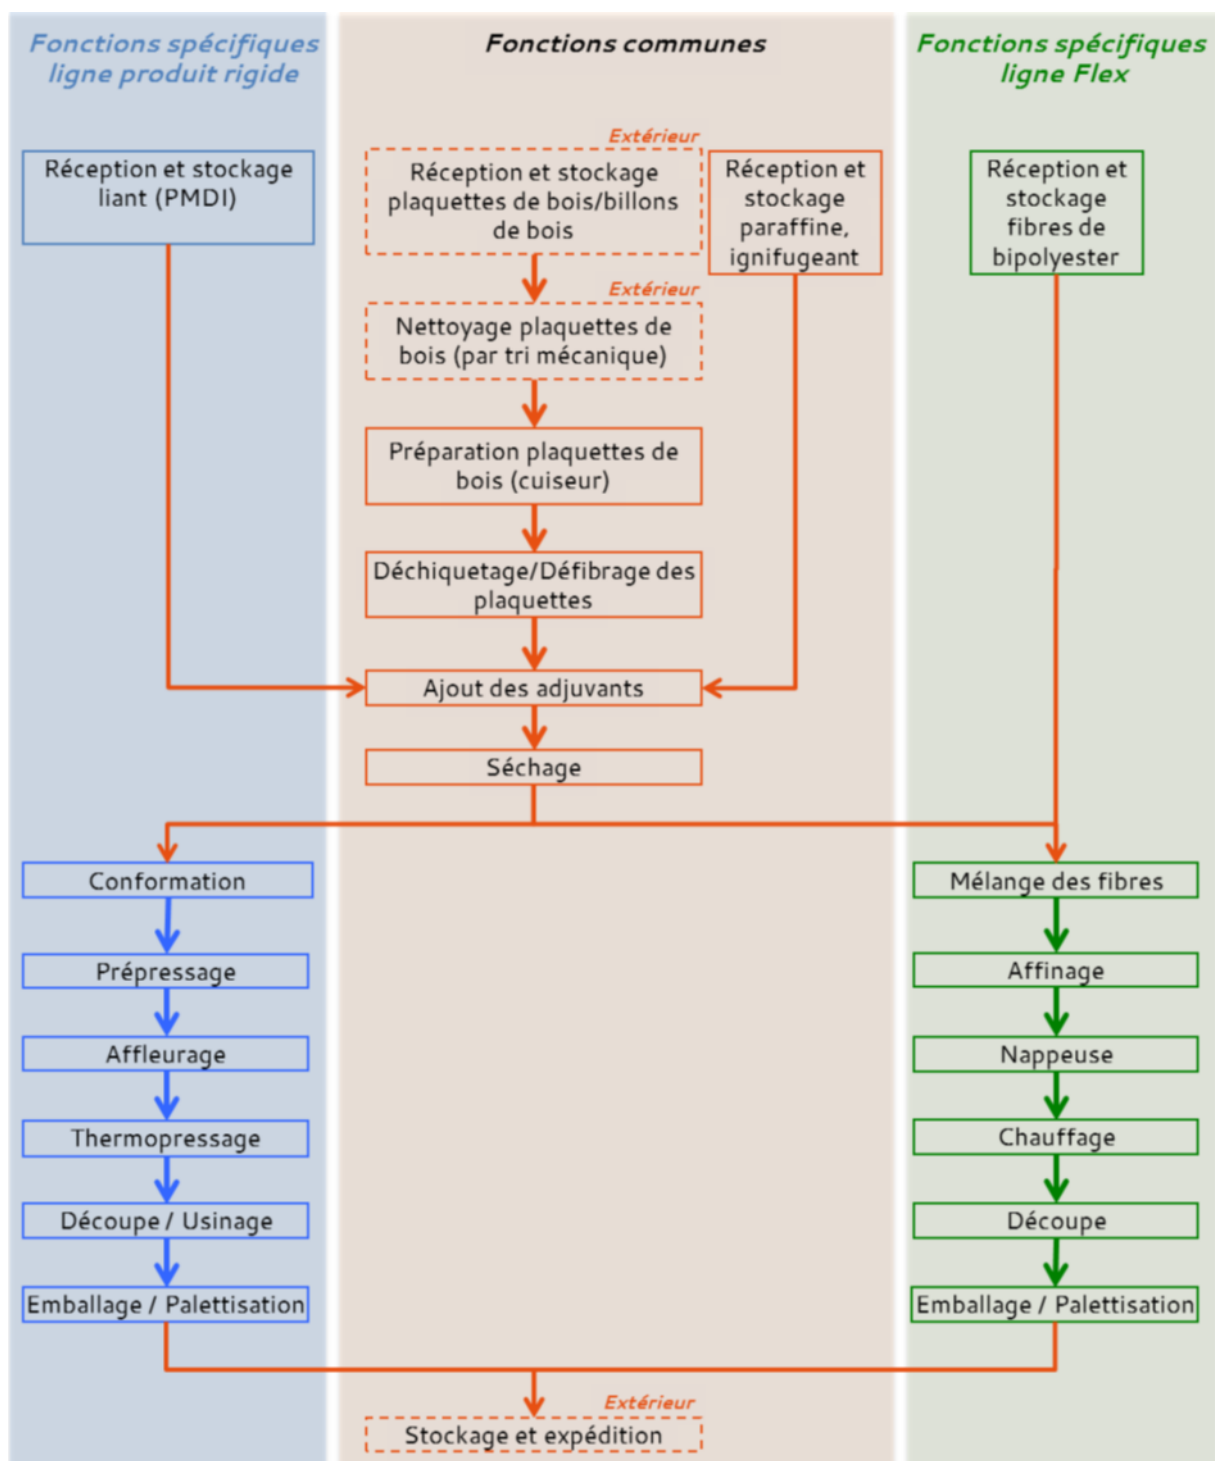 Fonctions spécifiques
ligne produit rigide
Fonctions communes
Fonctions spécifiques
ligne Flex
Réception et stockage
liant (PMDI)
Extérieur
Réception et stockage
plaquettes de bois/billons
de bois
Réception et
stockage
paraffine,
ignifugeant
Réception et
stockage
fibres de
bipolyester
Extérieur
Nettoyage plaquettes de
bois (par tri mécanique)
Préparation plaquettes de
bois (cuiseur)
Déchiquetage/Défibrage des
plaquettes
Ajout des adjuvants
Séchage
Conformation
Prépressage
Affleurage
Thermopressage
Découpe / Usinage
Emballage / Palettisation
Mélange des fibres
Affinage
Nappeuse
Chauffage
Découpe
Emballage / Palettisation
Extérieur
Stockage et expédition